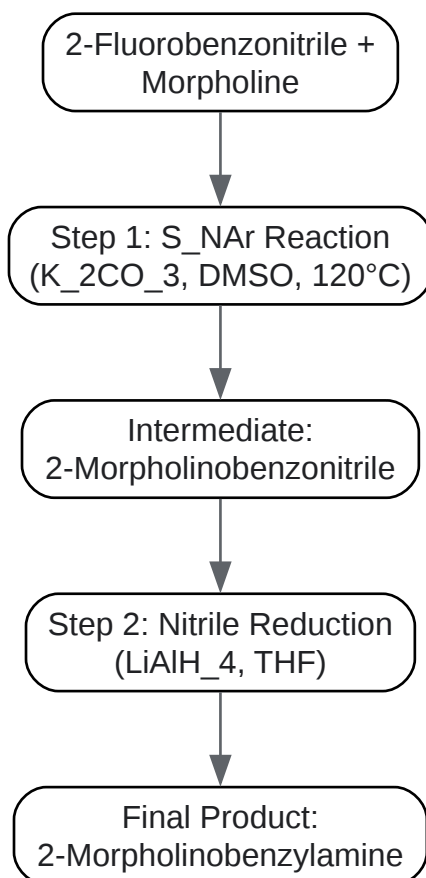 2-Fluorobenzonitrile +
Morpholine
Step 1: S_NAr Reaction
(K_2CO_3, DMSO, 120°C)
Intermediate:
2-Morpholinobenzonitrile
Step 2: Nitrile Reduction
(LiAlH_4, THF)
Final Product:
2-Morpholinobenzylamine